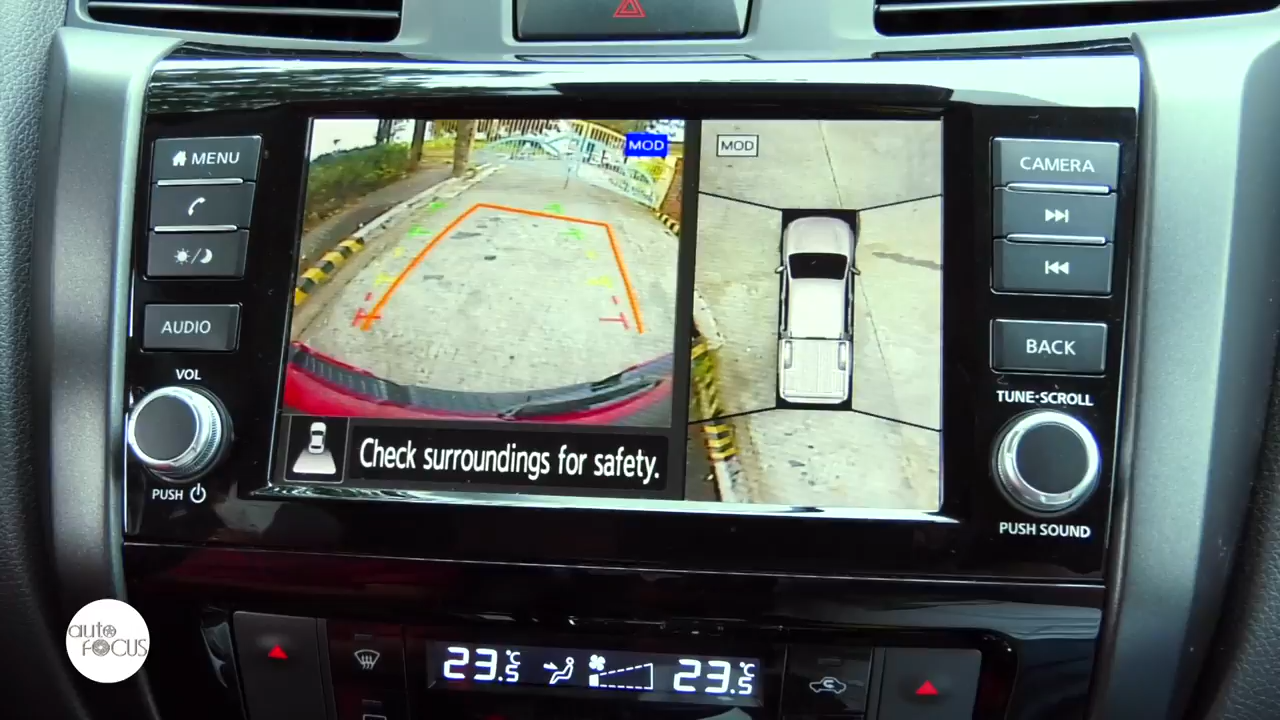 MENU
AUDIO
VOL
PUSH
MOD
MOD
Check surroundings for safety.
CAMERA
BACK
TUNE·SCROLL
PUSH SOUND
23.5°C
23.5°C
auto
FOCUS